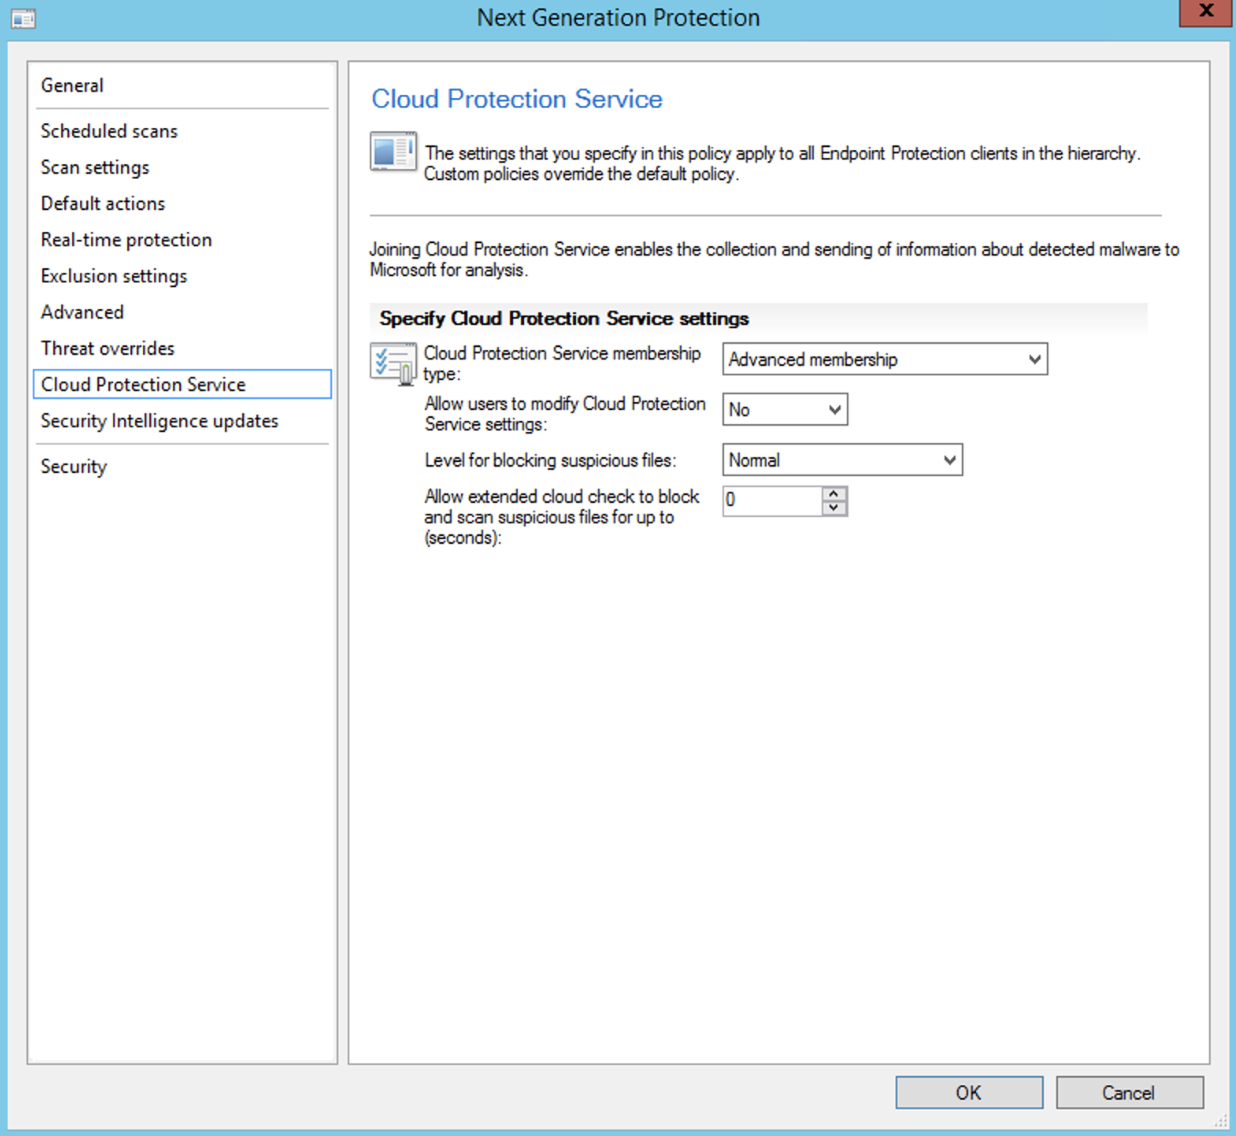 Next Generation Protection
X
General
Scheduled scans
Scan settings
Default actions
Real-time protection
Exclusion settings
Advanced
Threat overrides
Cloud Protection Service
Security Intelligence updates
Security
Cloud Protection Service
The settings that you specify in this policy apply to all Endpoint Protection clients in the hierarchy.
Custom policies override the default policy.
Joining Cloud Protection Service enables the collection and sending of information about detected malware to
Microsoft for analysis.
Specify Cloud Protection Service settings
Cloud Protection Service membership
type:
Advanced membership
Allow users to modify Cloud Protection
Service settings:
No
Level for blocking suspicious files:
Normal
Allow extended cloud check to block
and scan suspicious files for up to
(seconds):
0
OK
Cancel